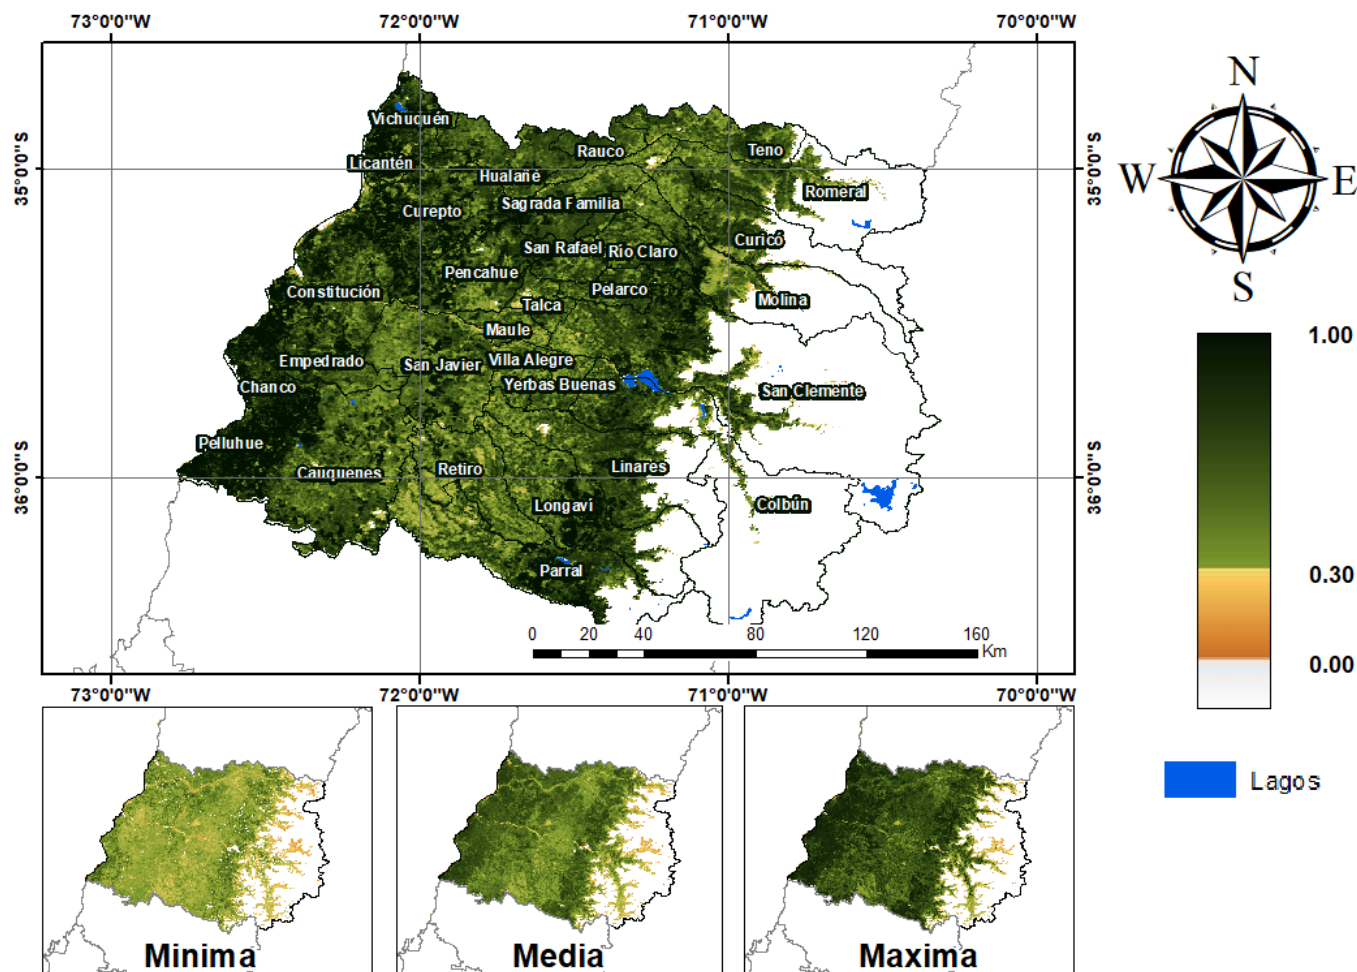 73°0'0"W 72°0'0"W 71°0'0"W 70°0'0"W
N
W E
S
35°0'0"S 35°0'0"S
36°0'0"S 36°0'0"S
Vichuquén
Licantén
Rauco
Teno
Hualañé
Romeral
Sagrada Familia
Curepto
San Rafael
Rio Claro
Curicó
Pencahue
Constitución
Pelarco
Molina
Talca
Maule
Empedrado
San Javier
Villa Alegre
Chanco
Yerbas Buenas
San Clemente
Pelluhue
Cauquenes
Retiro
Linares
Longaví
Colbún
Parral
0 20 40 80 120 160
Km
73°0'0"W 72°0'0"W 71°0'0"W 70°0'0"W
1.00
0.30
0.00
Lagos
Minima
Media
Maxima